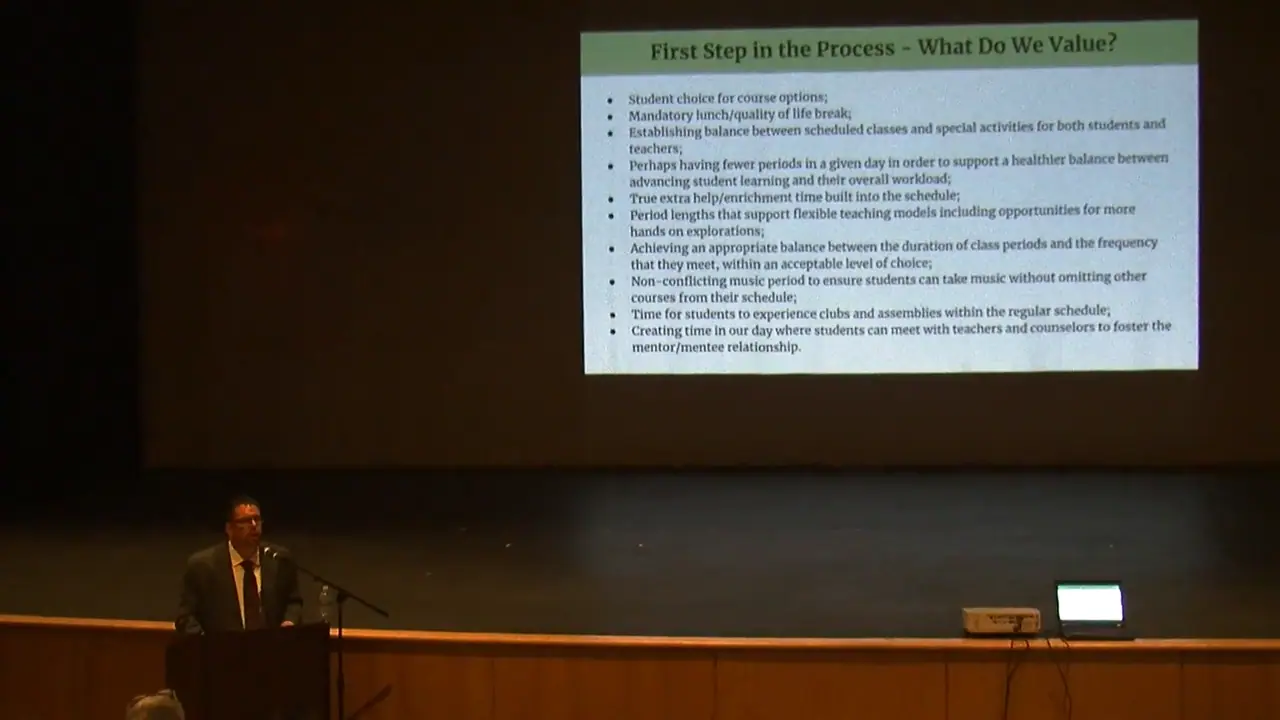 First Step in the Process - What Do We Value?
• Student choice for course options;
• Mandatory lunch/quality of life break;
• Establishing balance between scheduled classes and special activities for both students and
teachers;
• Perhaps having fewer periods in a given day in order to support a healthier balance between
advancing student learning and their overall workload;
• True extra help/enrichment time built into the schedule;
• Period lengths that support flexible teaching models including opportunities for more
hands on explorations;
• Achieving an appropriate balance between the duration of class periods and the frequency
that they meet, within an acceptable level of choice;
• Non-conflicting music period to ensure students can take music without omitting other
courses from their schedule;
• Time for students to experience clubs and assemblies within the regular schedule;
• Creating time in our day where students can meet with teachers and counselors to foster the
mentor/mentee relationship.